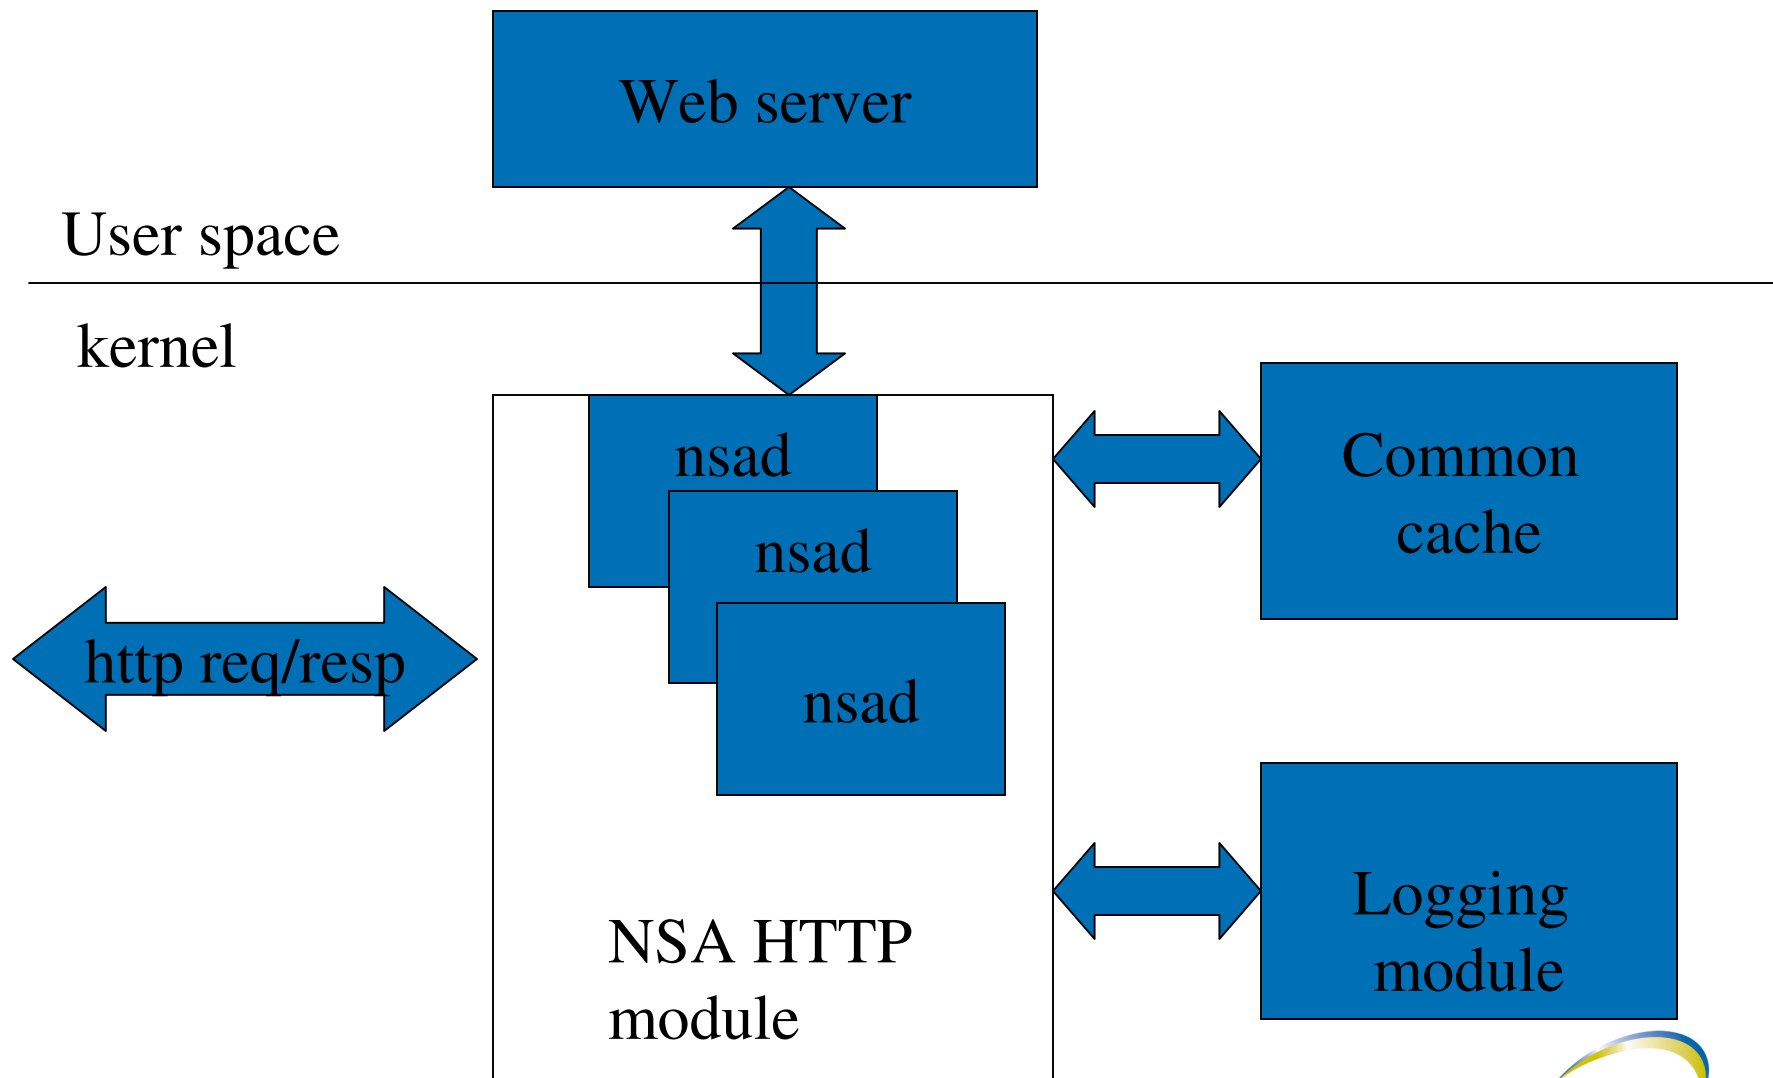 Web server
User space
kernel
nsad
nsad
nsad
Common
cache
http req/resp
Logging
module
NSA HTTP
module